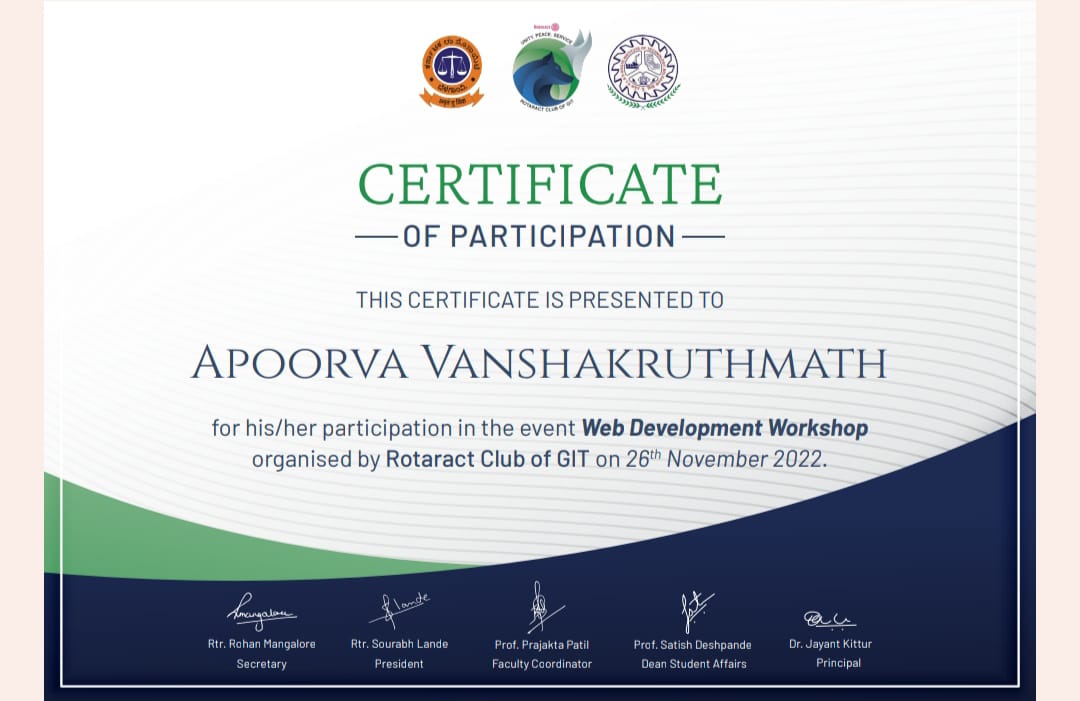 Rotaract
UNITY, PEACE, SERVICE
ROTARACT CLUB OF GIT
CERTIFICATE
OF PARTICIPATION
THIS CERTIFICATE IS PRESENTED TO
APOORVA VANSHAKRUTHMATH
for his/her participation in the event Web Development Workshop
organised by Rotaract Club of GIT on 26th November 2022.
Rtr. Rohan Mangalore
Secretary
Rtr. Sourabh Lande
President
Prof. Prajakta Patil
Faculty Coordinator
Prof. Satish Deshpande
Dean Student Affairs
Dr. Jayant Kittur
Principal